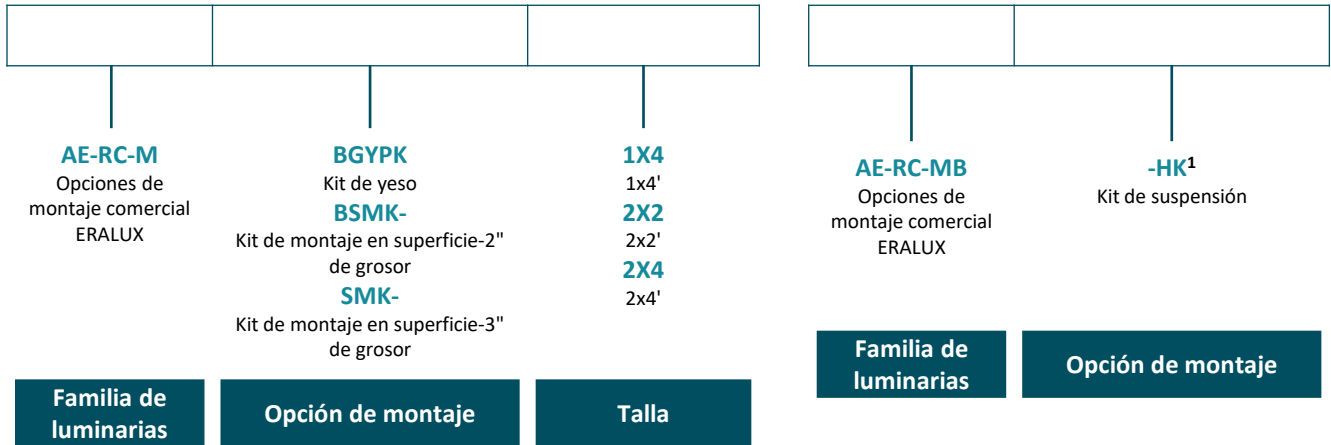 AE-RC-M
Opciones de
montaje comercial
ERALUX
BGYPK
Kit de yeso
BSMK-
Kit de montaje en superficie-2"
de grosor
SMK-
Kit de montaje en superficie-3"
de grosor
1X4
1x4'
2X2
2x2'
2X4
2x4'
Familia de
luminarias
Opción de montaje
Talla
AE-RC-MB
Opciones de
montaje comercial
ERALUX
-HK¹
Kit de suspensión
Familia de
luminarias
Opción de montaje